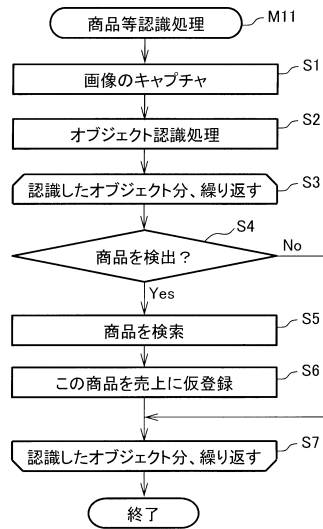 商品等認識処理
M11
画像のキャプチャ
S1
オブジェクト認識処理
S2
認識したオブジェクト分、繰り返す
S3
商品を検出?
S4
No
Yes
商品を検索
S5
この商品を売上に仮登録
S6
認識したオブジェクト分、繰り返す
S7
終了